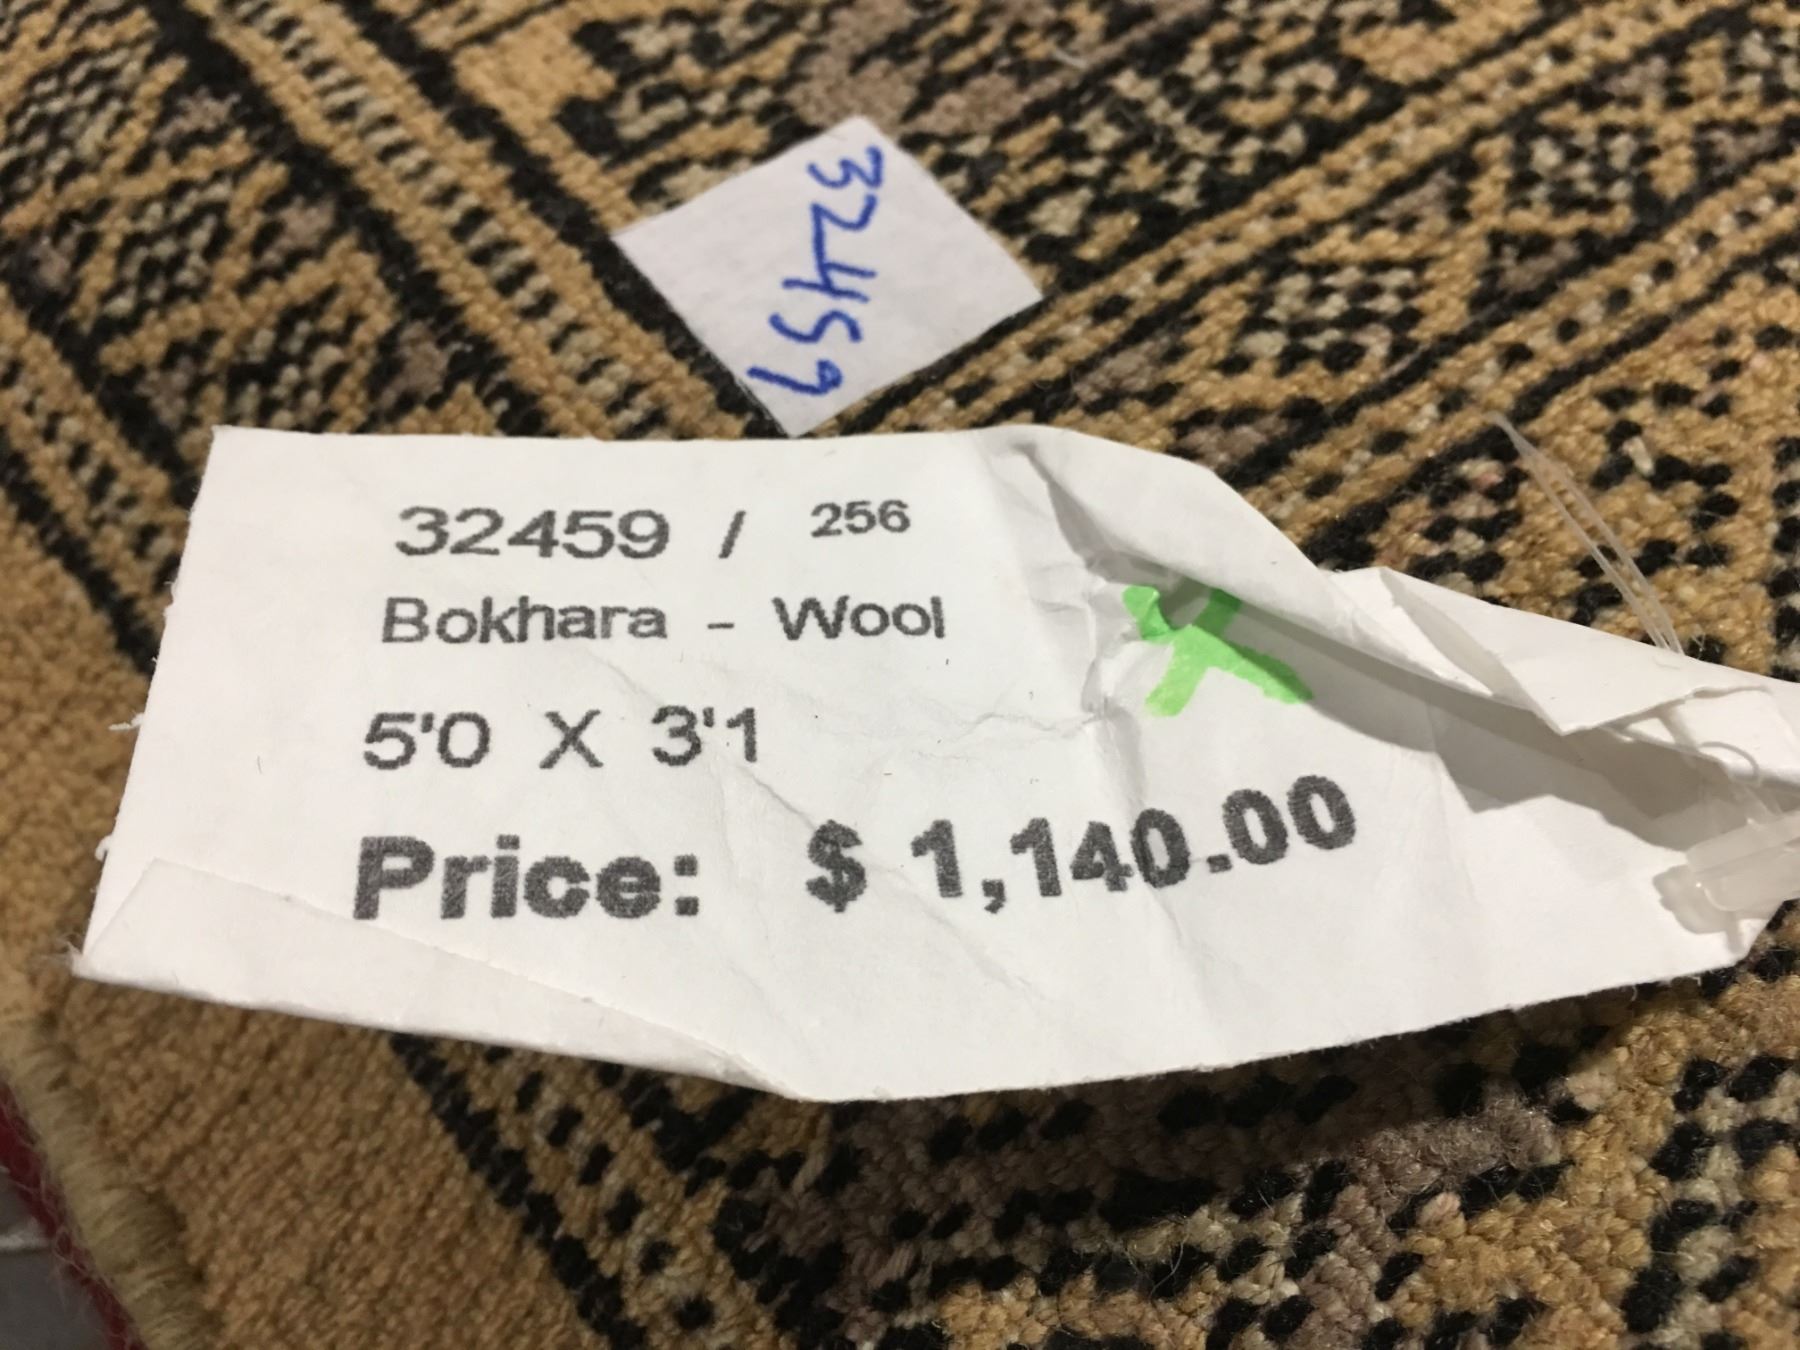 32459
32459 / 256
Bokhara - Wool
5'0 X 3'1
Price: $ 1,140.00